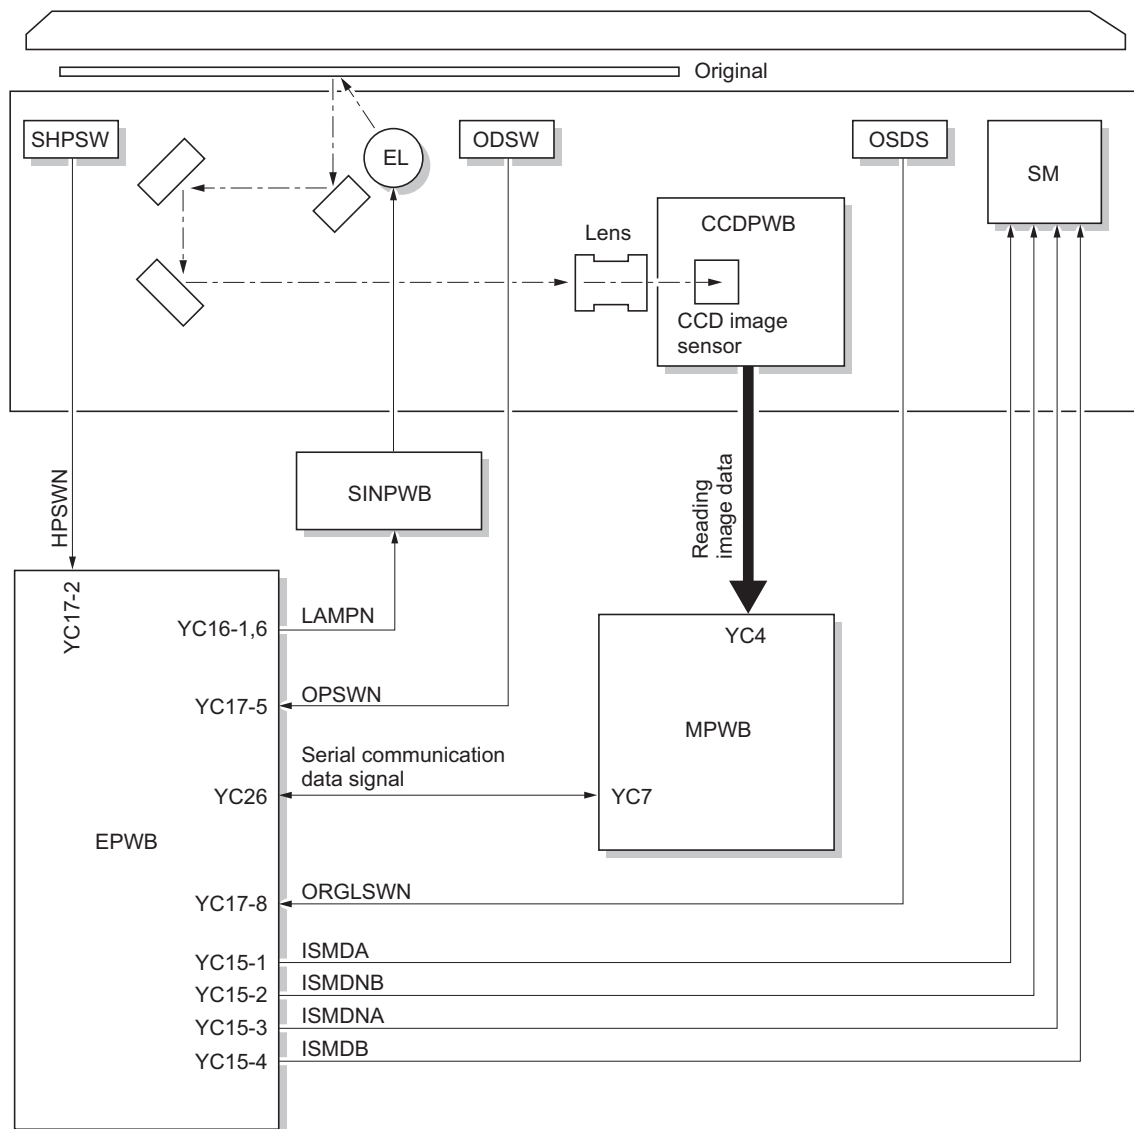 Original
SHPSW
EL
ODSW
OSDS
SM
Lens
CCDPWB
CCD image
sensor
HPSWN
SINPWB
Reading
image data
YC17-2
YC16-1,6
LAMPN
YC4
YC17-5
OPSWN
MPWB
Serial communication
data signal
YC26
YC7
EPWB
YC17-8
ORGLSWN
YC15-1
ISMDA
YC15-2
ISMDNB
YC15-3
ISMDNA
YC15-4
ISMDB